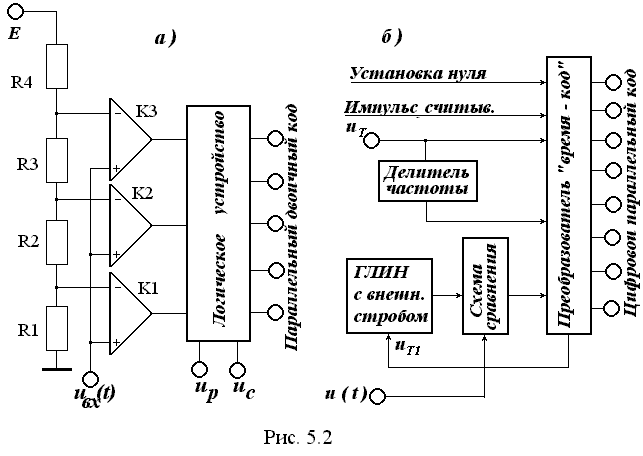 а )
E
R4
R3
R2
R1
K3
K2
K1
Логическое устройство
Параллельный двоичный код
u вх (t)
u р
u с
б )
Установка нуля
Импульс считыв.
u T
Делитель
частоты
ГЛИН
с внешн.
стробом
Схема
сравнения
u T1
u ( t )
Преобразователь "время - код"
Цифровой параллельный код
Рис. 5.2